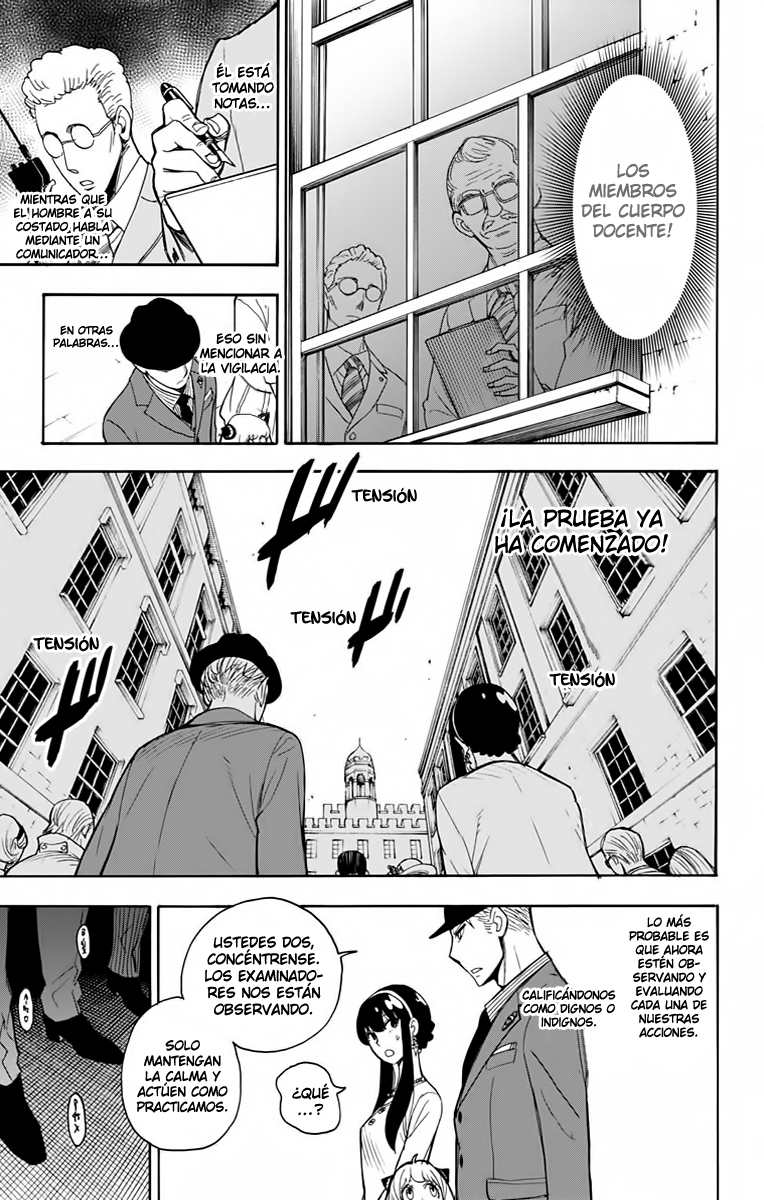 LOS
MIEMBROS
DEL CUERPO
DOCENTE!
ÉL ESTÁ
TOMANDO
NOTAS...
MIENTRAS QUE
EL HOMBRE A SU
COSTADO HABLA
MEDIANTE UN
COMUNICADOR...
ESO SIN
MENCIONAR A
LA VIGILACIA.
EN OTRAS
PALABRAS...
¡LA PRUEBA YA
HA COMENZADO!
TENSIÓN
TENSIÓN
TENSIÓN
TENSIÓN
LO MÁS
PROBABLE ES
QUE AHORA
ESTÉN OB-
SERVANDO Y
EVALUANDO
CADA UNA DE
NUESTRAS
ACCIONES.
CALIFICÁNDONOS
COMO DIGNOS O
INDIGNOS.
USTEDES DOS,
CONCÉNTRENSE.
LOS EXAMINADO-
RES NOS ESTÁN
OBSERVANDO.
¿QUÉ
...?
SOLO
MANTENGAN
LA CALMA Y
ACTÚEN COMO
PRACTICAMOS.